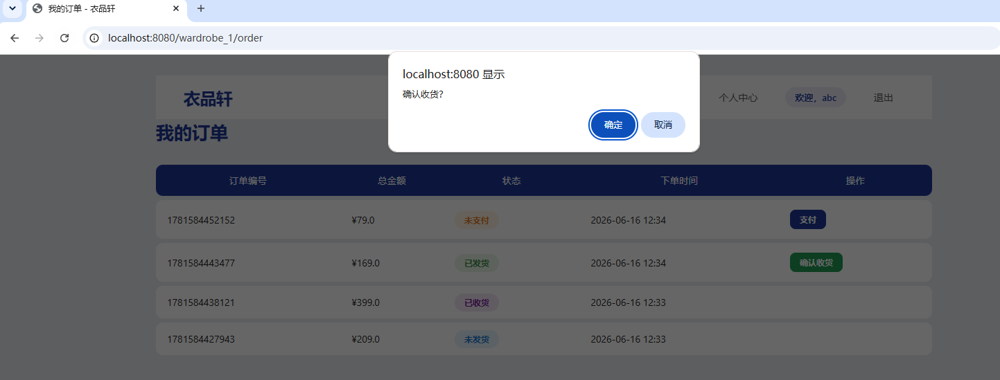 我的订单 - 衣品轩
localhost:8080/wardrobe_1/order
localhost:8080 显示
确认收货?
确定 取消
衣品轩 个人中心 欢迎，abc 退出
我的订单
订单编号 总金额 状态 下单时间 操作
1781584452152 ¥79.0 未支付 2026-06-16 12:34 支付
1781584443477 ¥169.0 已发货 2026-06-16 12:34 确认收货
1781584438121 ¥399.0 已收货 2026-06-16 12:33
1781584427943 ¥209.0 未发货 2026-06-16 12:33